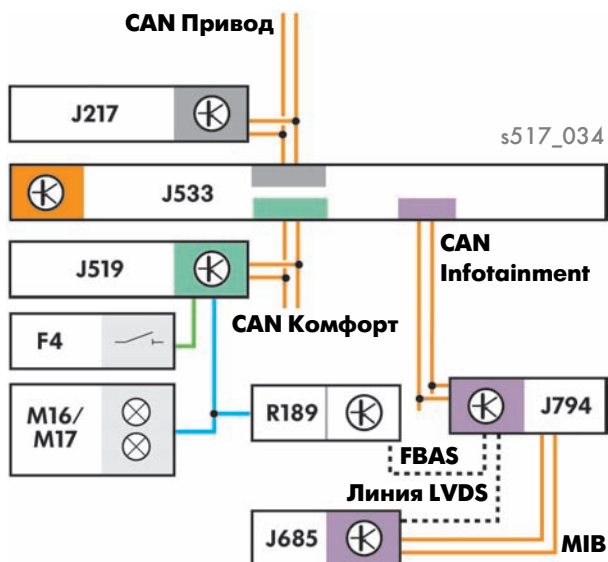 CAN Привод
J217
s517_034
J533
CAN
Infotainment
J519
CAN Комфорт
F4
M16/
M17
R189
J794
FBAS
Линия LVDS
J685
MIB